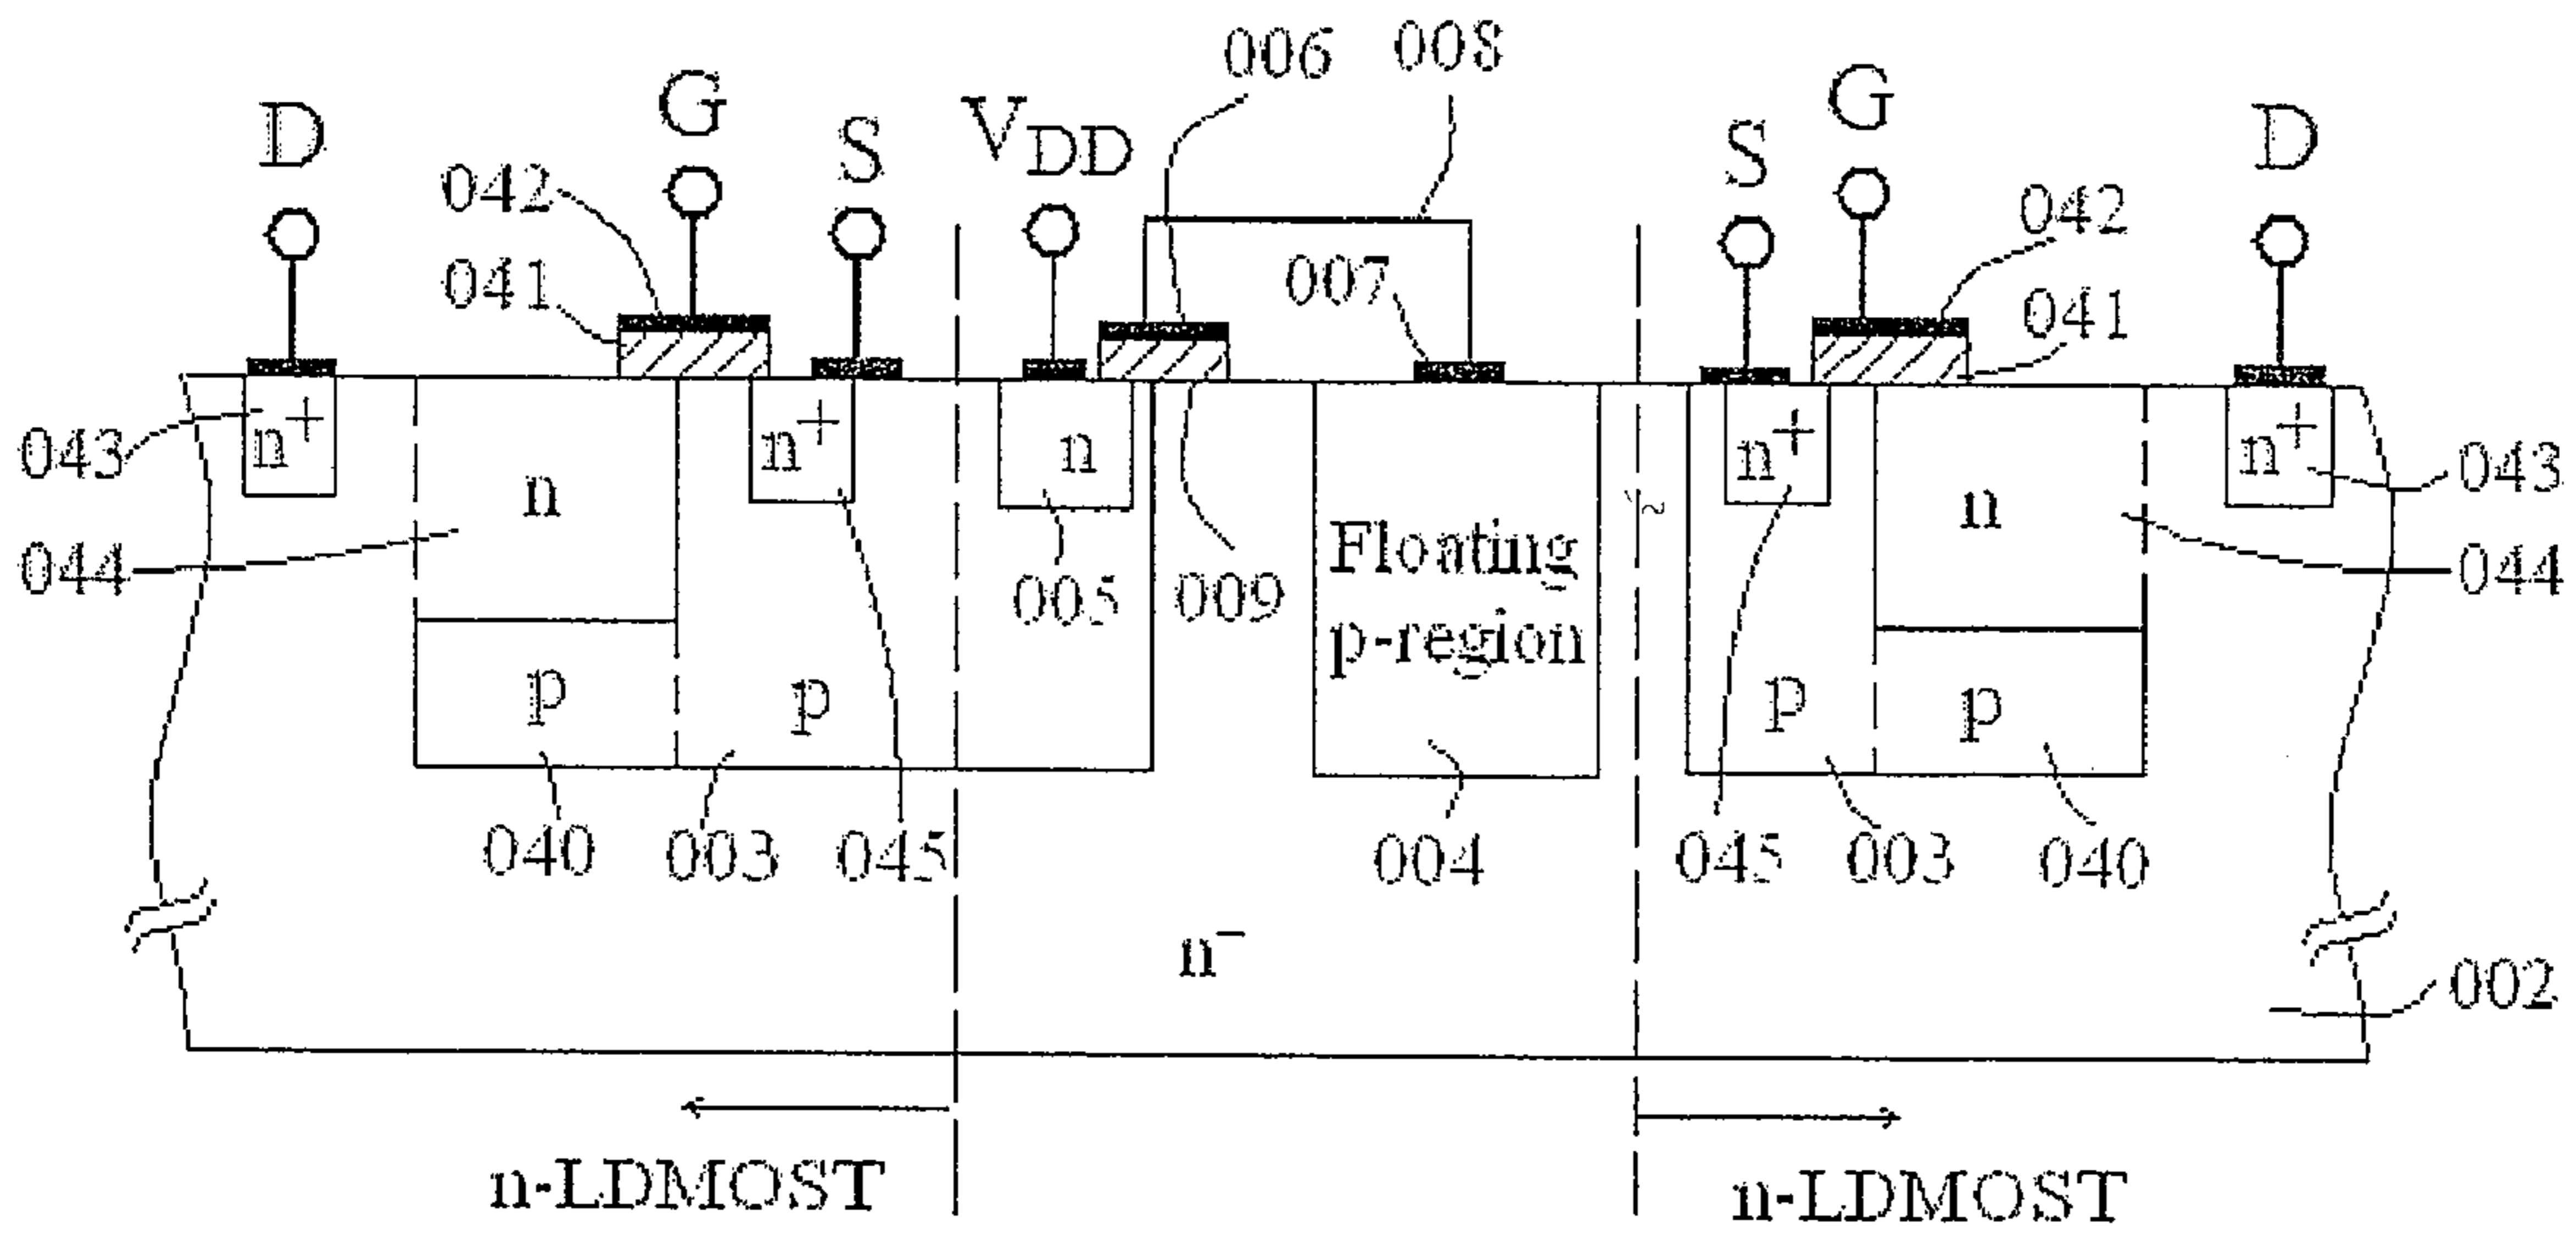 006 008
D G S V_DD S G D
042 042
041 007 041
n+ n+ n n+ n+
043 n n 043
044 005 009 Floating 044
p-region
p p p p
040 003 045 004 045 003 040
n−
002
n-LDMOST n-LDMOST